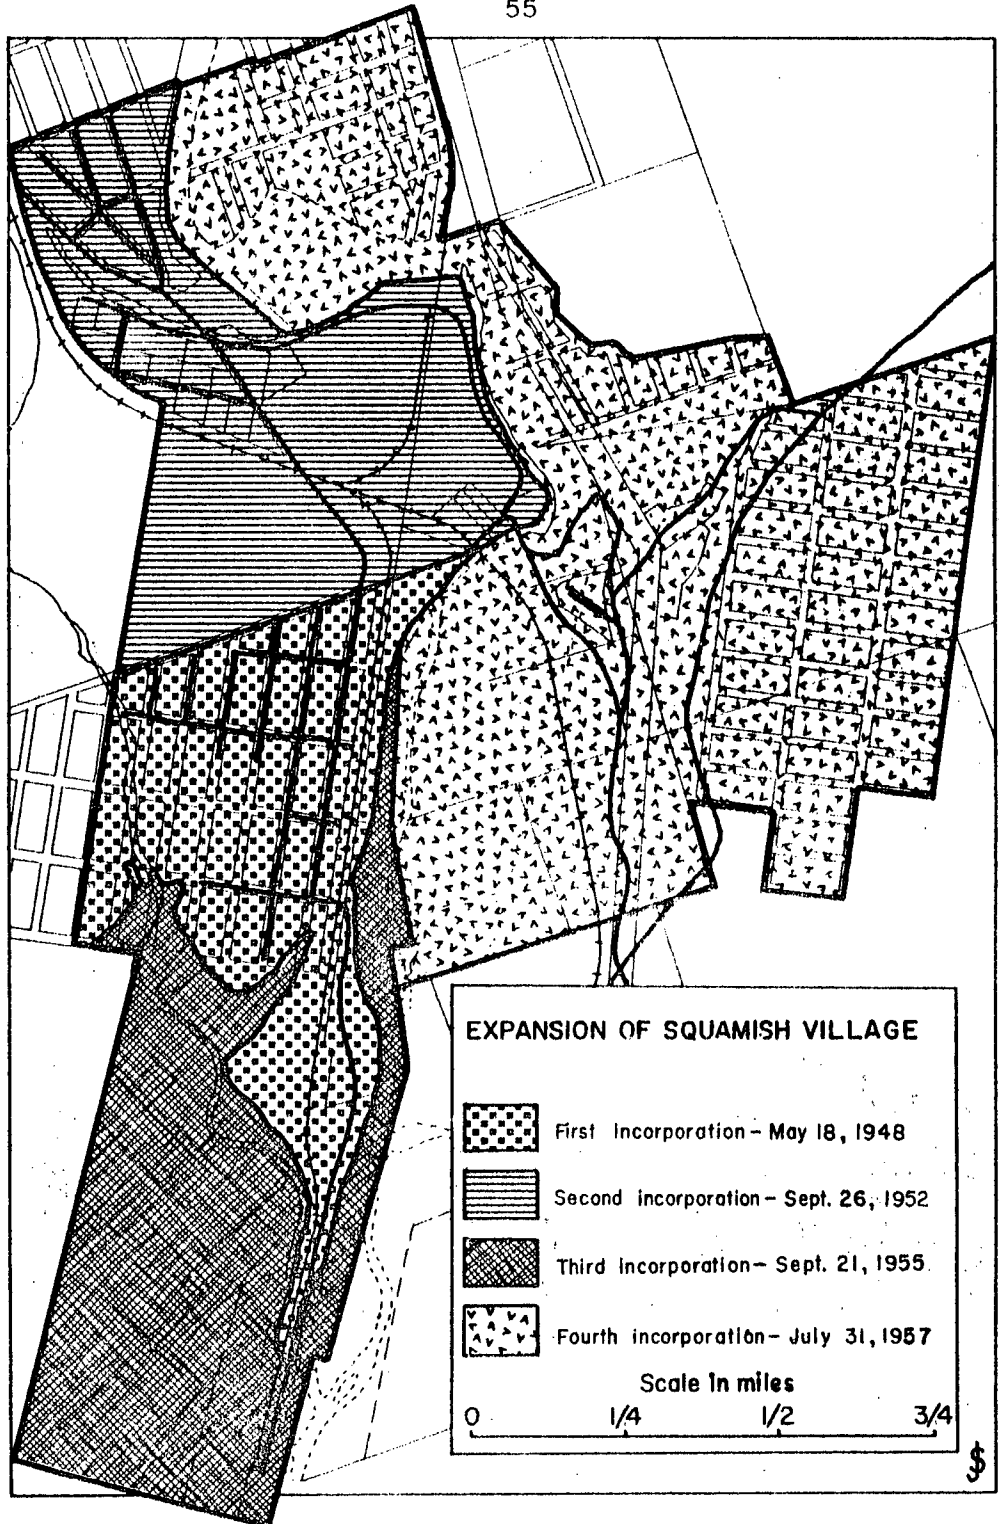 55
EXPANSION OF SQUAMISH VILLAGE
First Incorporation – May 18, 1948
Second incorporation – Sept. 26, 1952
Third Incorporation – Sept. 21, 1955
Fourth incorporation – July 31, 1957
Scale in miles
0 1/4 1/2 3/4